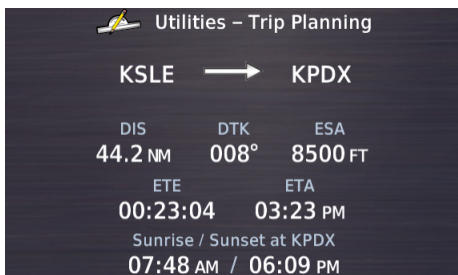 Utilities – Trip Planning
KSLE KPDX
DIS DTK ESA
44.2 NM 008° 8500 FT
ETE ETA
00:23:04 03:23 PM
Sunrise / Sunset at KPDX
07:48 AM / 06:09 PM